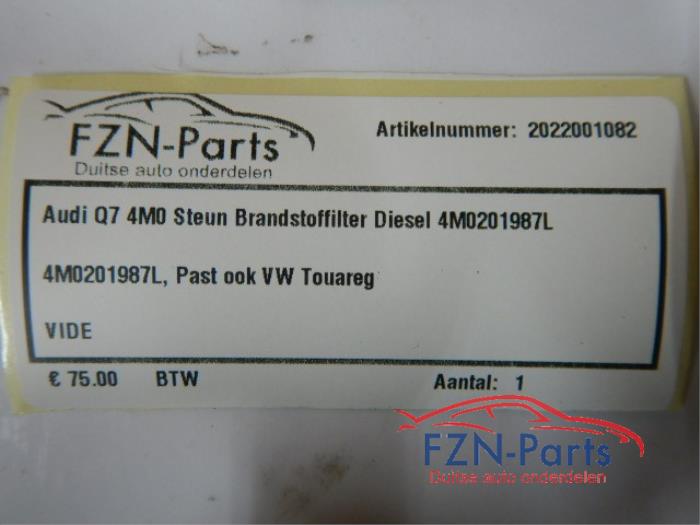 FZN-Parts
Duitse auto onderdelen
Artikelnummer: 2022001082
Audi Q7 4M0 Steun Brandstoffilter Diesel 4M0201987L
4M0201987L, Past ook VW Touareg
VIDE
€ 75.00 BTW Aantal: 1
FZN-Parts
Duitse auto onderdelen